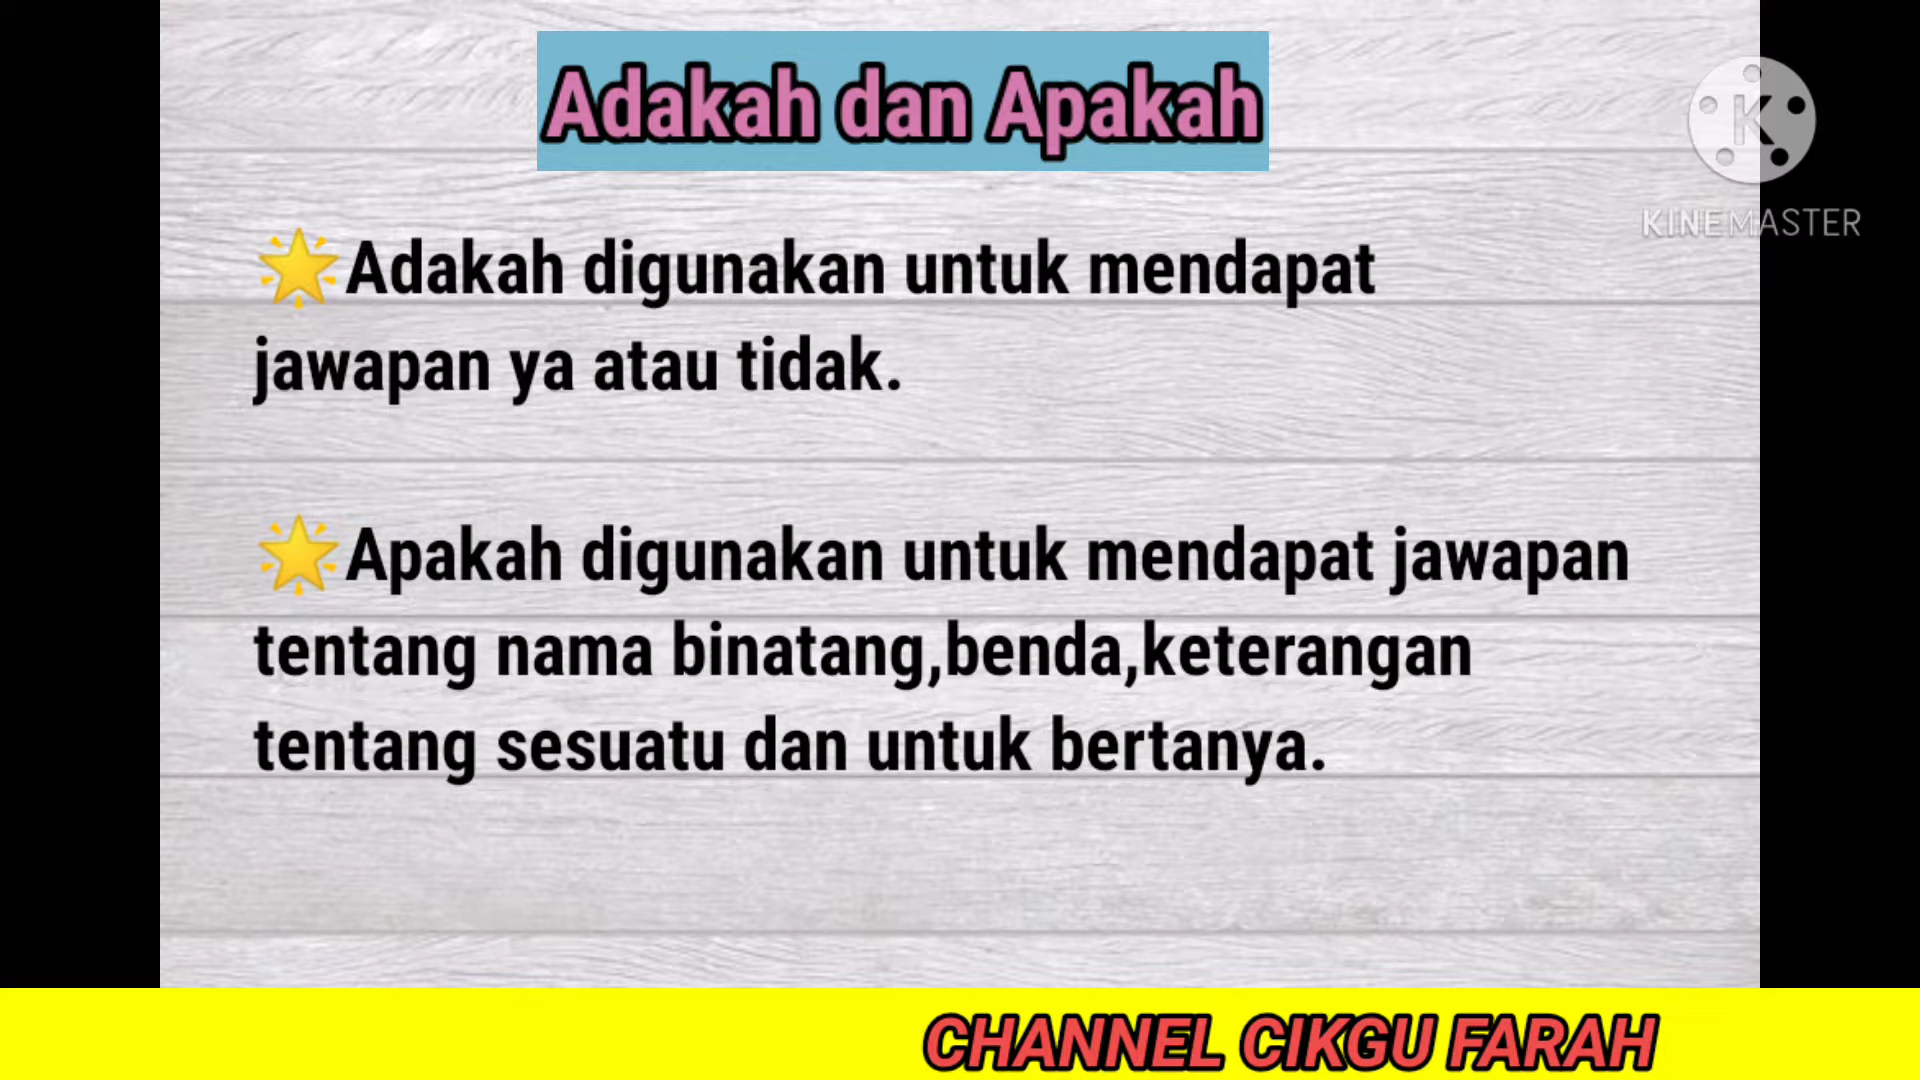 Adakah dan Apakah
KINEMASTER
🌟Adakah digunakan untuk mendapat
jawapan ya atau tidak.
🌟Apakah digunakan untuk mendapat jawapan
tentang nama binatang,benda,keterangan
tentang sesuatu dan untuk bertanya.
CHANNEL CIKGU FARAH